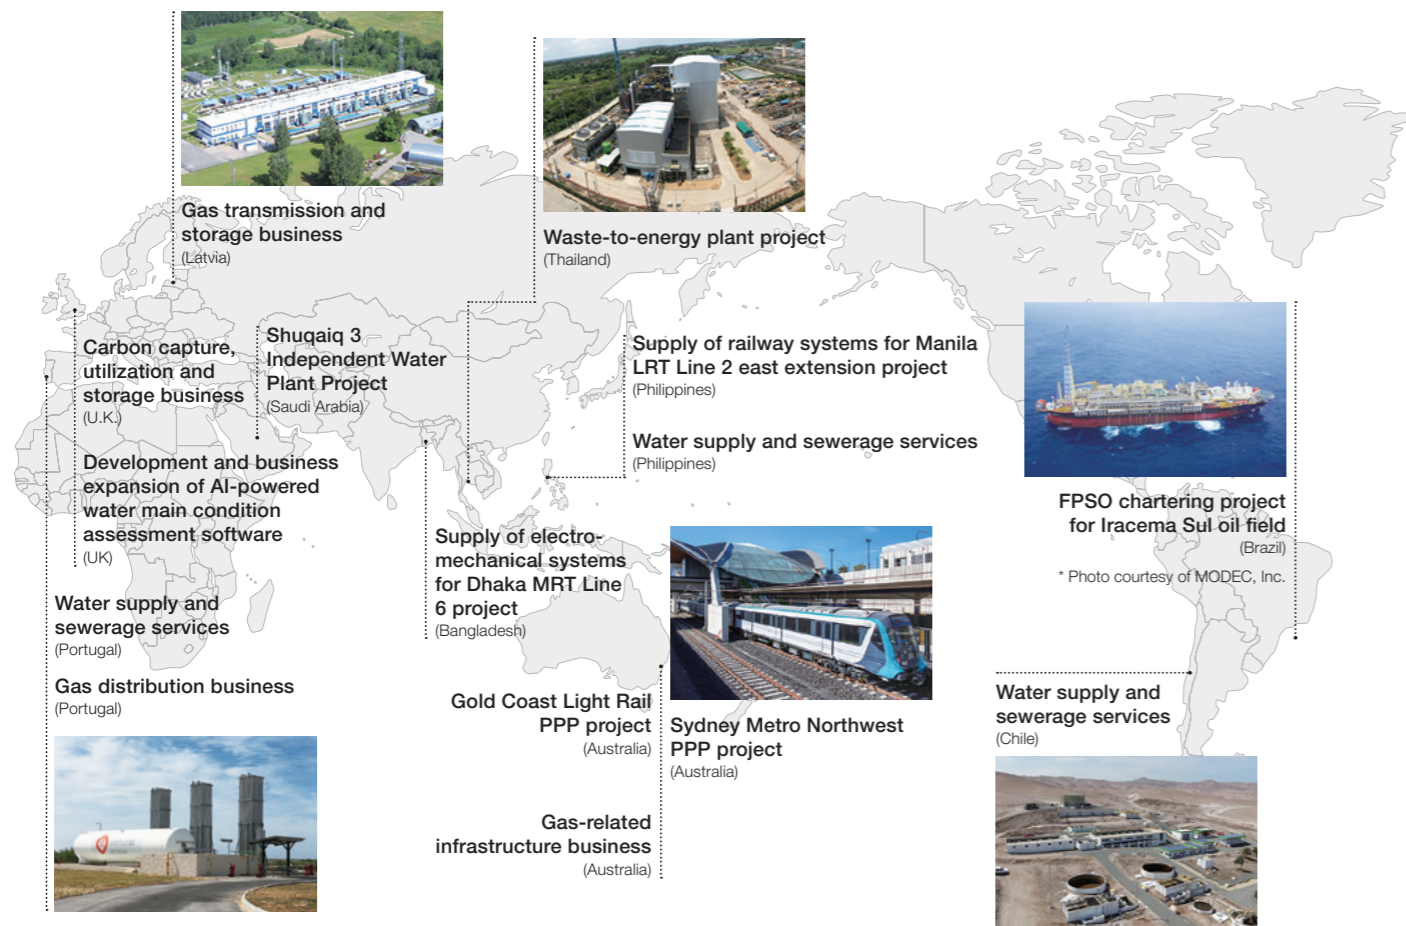 Gas transmission and
storage business
(Latvia)
Waste-to-energy plant project
(Thailand)
Carbon capture,
utilization and
storage business
(U.K.)
Development and business
expansion of AI-powered
water main condition
assessment software
(UK)
Shuqaiq 3
Independent Water
Plant Project
(Saudi Arabia)
Supply of railway systems for Manila
LRT Line 2 east extension project
(Philippines)
Water supply and sewerage services
(Philippines)
FPSO chartering project
for Iracema Sul oil field
(Brazil)
* Photo courtesy of MODEC, Inc.
Supply of electro-
mechanical systems
for Dhaka MRT Line
6 project
(Bangladesh)
Water supply and
sewerage services
(Portugal)
Gas distribution business
(Portugal)
Gold Coast Light Rail
PPP project
(Australia)
Sydney Metro Northwest
PPP project
(Australia)
Gas-related
infrastructure business
(Australia)
Water supply and
sewerage services
(Chile)